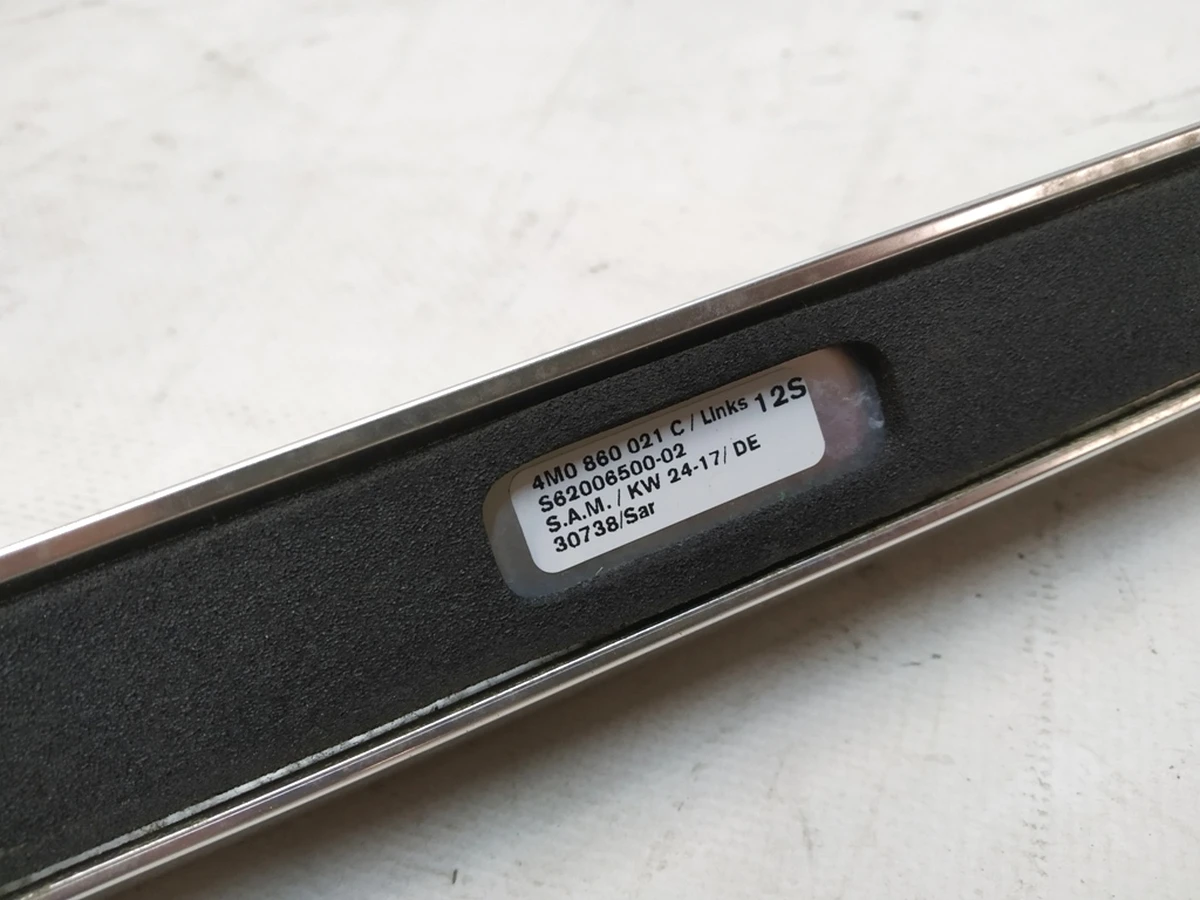 4M0 860 021 C / Links 12S
S62006500-02
S.A.M. / KW 24-17/ DE
30738/Sar